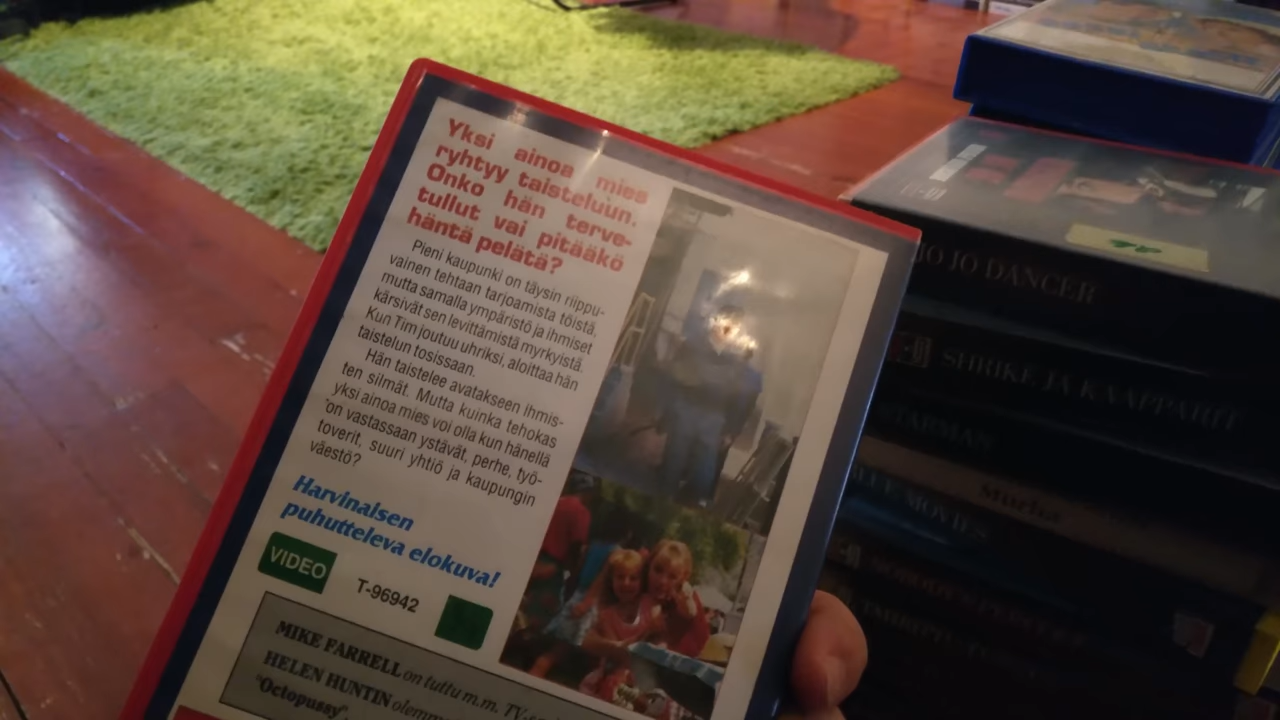 Yksi ainoa mies
ryhtyy taisteluun.
Onko hän terve-
tullut vai pitääkö
häntä pelätä?
Pieni kaupunki on täysin riippu-
vainen tehtaan tarjoamista töistä,
mutta samalla ympäristö ja ihmiset
kärsivät sen levittämistä myrkyistä.
Kun Tim joutuu uhriksi, aloittaa hän
taistelun tosissaan.
Hän taistelee avatakseen ihmis-
ten silmät. Mutta kuinka tehokas
yksi ainoa mies voi olla kun hänellä
on vastassaan ystävät, perhe, työ-
toverit, suuri yhtiö ja kaupungin
väestö?
Harvinaisen
puhutteleva elokuva!
VIDEO
T-96942
MIKE FARRELL on tuttu m.m. TV
HELEN HUNTIN olemme
"Octopussy"
JO JO DANCER
SHRIKE JA KAAPPARIT
STARMAN
Murha
MOVIES